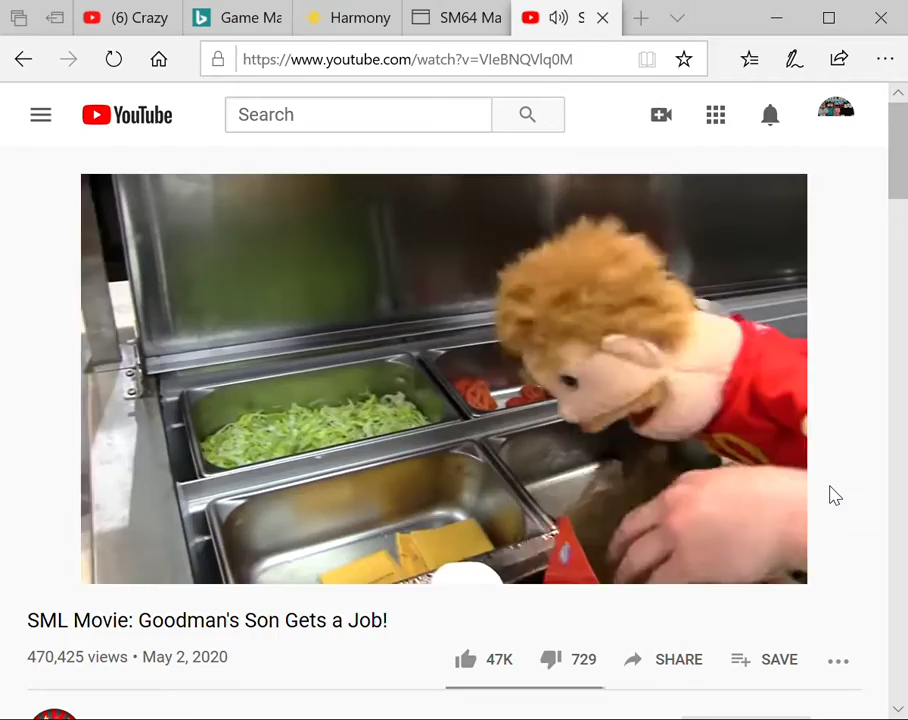 (6) Crazy
Game Ma
Harmony
SM64 Ma
S
https://www.youtube.com/watch?v=VIeBNQVlq0M
YouTube
Search
SML Movie: Goodman's Son Gets a Job!
470,425 views • May 2, 2020
47K
729
SHARE
SAVE